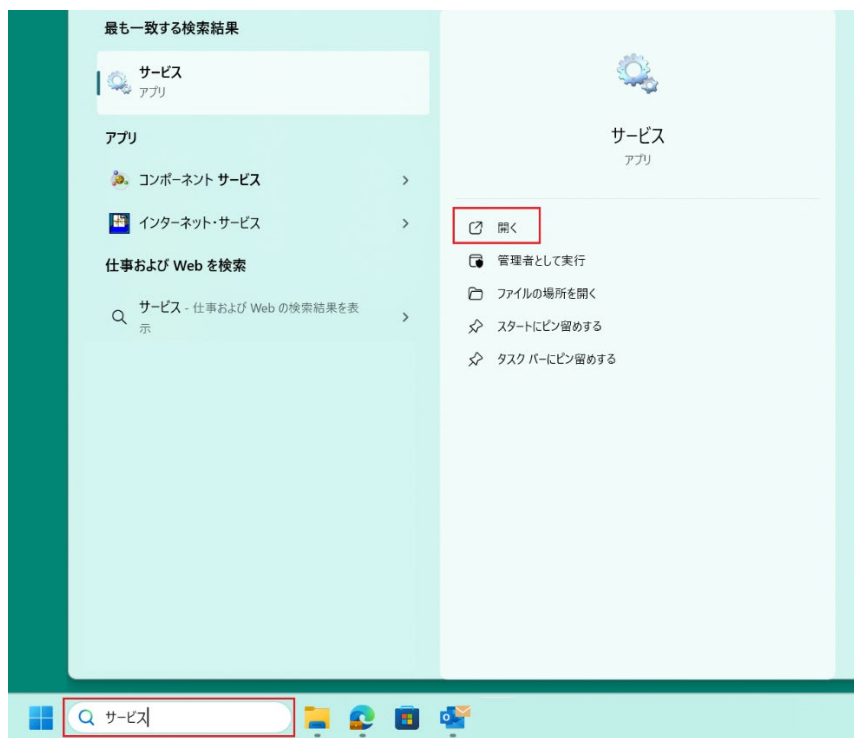 最も一致する検索結果
サービス
アプリ
アプリ
コンポーネント サービス
インターネット・サービス
仕事および Web を検索
サービス - 仕事および Web の検索結果を表
示
サービス
アプリ
開く
管理者として実行
ファイルの場所を開く
スタートにピン留めする
タスク バーにピン留めする
サービス